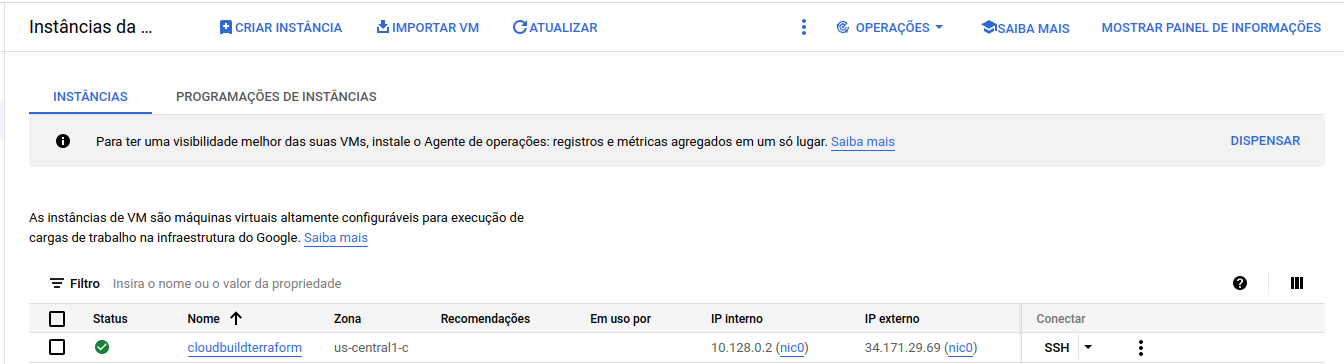 Instâncias da ... CRIAR INSTÂNCIA IMPORTAR VM ATUALIZAR OPERAÇÕES SAIBA MAIS MOSTRAR PAINEL DE INFORMAÇÕES
INSTÂNCIAS PROGRAMAÇÕES DE INSTÂNCIAS
Para ter uma visibilidade melhor das suas VMs, instale o Agente de operações: registros e métricas agregados em um só lugar. Saiba mais DISPENSAR
As instâncias de VM são máquinas virtuais altamente configuráveis para execução de
cargas de trabalho na infraestrutura do Google. Saiba mais
Filtro Insira o nome ou o valor da propriedade
Status Nome Zona Recomendações Em uso por IP interno IP externo Conectar
cloudbuildterraform us-central1-c 10.128.0.2 (nic0) 34.171.29.69 (nic0) SSH